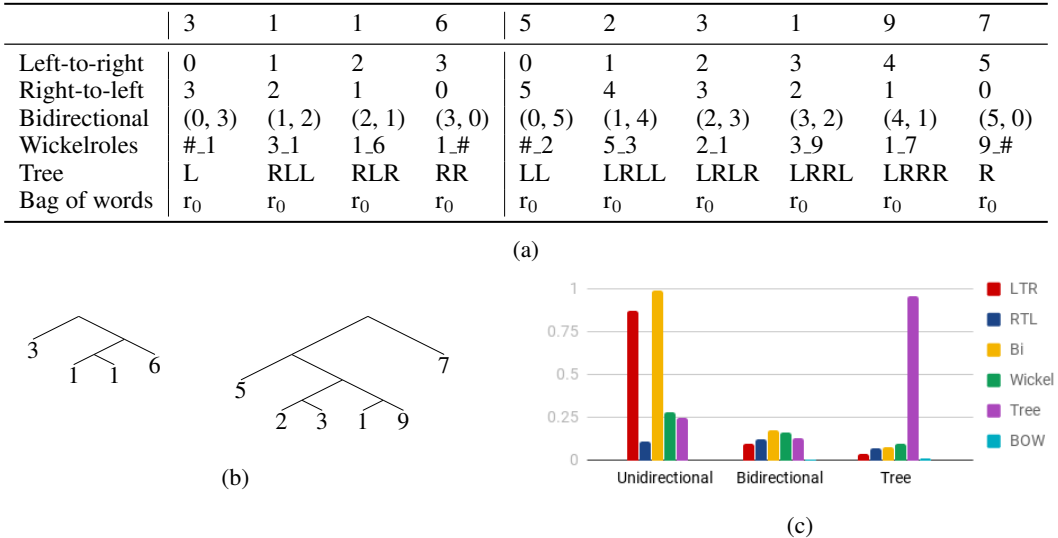 3 1 1 6 5 2 3 1 9 7
Left-to-right 0 1 2 3 0 1 2 3 4 5
Right-to-left 3 2 1 0 5 4 3 2 1 0
Bidirectional (0, 3) (1, 2) (2, 1) (3, 0) (0, 5) (1, 4) (2, 3) (3, 2) (4, 1) (5, 0)
Wickelroles #_1 3_1 1_6 1_# #_2 5_3 2_1 3_9 1_7 9_#
Tree L RLL RLR RR LL LRLL LRLR LRRL LRRR R
Bag of words r₀ r₀ r₀ r₀ r₀ r₀ r₀ r₀ r₀ r₀
(a)
3
1 1
6
5
2 3 1 9
7
(b)
1
0.75
0.5
0.25
0
Unidirectional Bidirectional Tree
LTR
RTL
Bi
Wickel
Tree
BOW
(c)